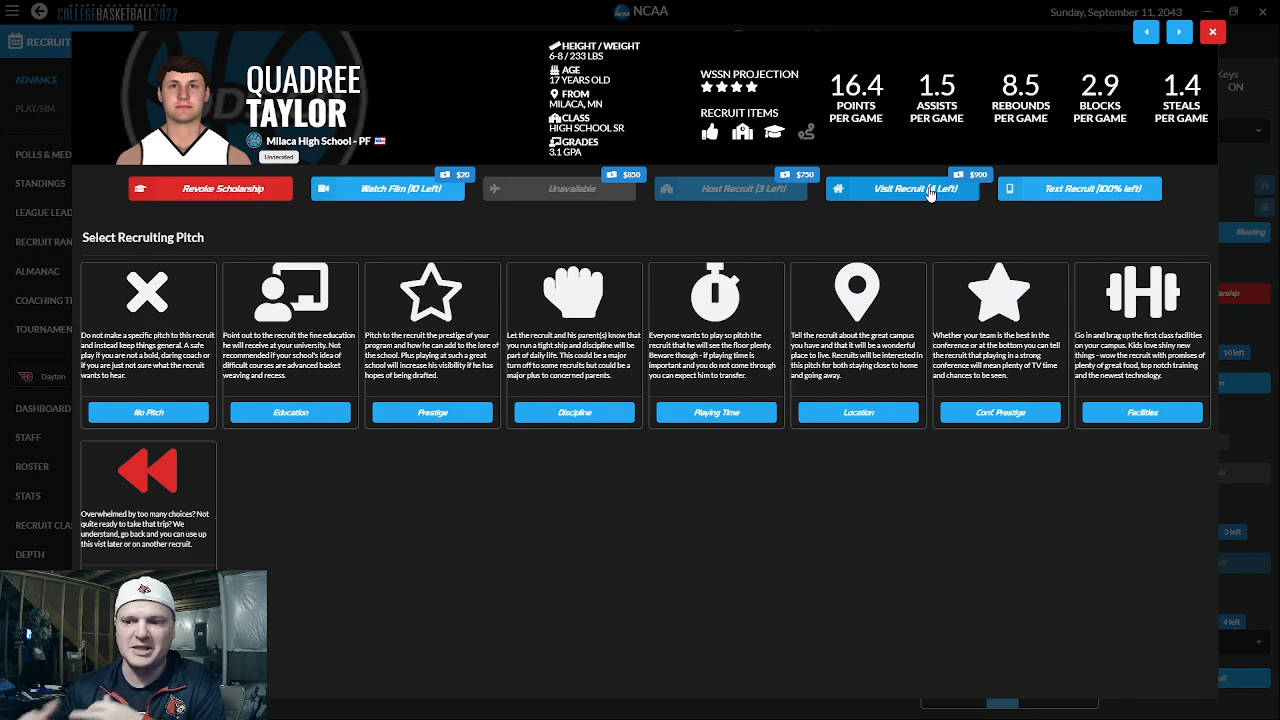 DRAFT DAY SPORTS
COLLEGEBASKETBALL2022
NCAA
Sunday, September 11, 2043
RECRUIT
ADVANCE
PLAY/SIM
POLLS & MED
STANDINGS
LEAGUE LEAD
RECRUIT RAN
ALMANAC
COACHING T
TOURNAMEN
Dayton
DASHBOARD
STAFF
ROSTER
STATS
RECRUIT CLA
DEPTH
QUADREE
TAYLOR
Milaca High School - PF
Undecided
HEIGHT / WEIGHT
6-8 / 233 LBS
AGE
17 YEARS OLD
FROM
MILACA, MN
CLASS
HIGH SCHOOL SR
GRADES
3.1 GPA
WSSN PROJECTION
RECRUIT ITEMS
16.4
POINTS
PER GAME
1.5
ASSISTS
PER GAME
8.5
REBOUNDS
PER GAME
2.9
BLOCKS
PER GAME
1.4
STEALS
PER GAME
Keys
ON
Revoke Scholarship
$20
Watch Film (10 Left)
$850
Unavailable
$750
Host Recruit (3 Left)
$900
Visit Recruit ( Left)
Text Recruit (100% left)
Select Recruiting Pitch
Do not make a specific pitch to this recruit
and instead keep things general. A safe
play if you are not a bold, daring coach or
if you are just not sure what the recruit
wants to hear.
No Pitch
Point out to the recruit the fine education
he will receive at your university. Not
recommended if your school's idea of
difficult courses are advanced basket
weaving and recess.
Education
Pitch to the recruit the prestige of your
program and how he can add to the lore of
the school. Plus playing at such a great
school will increase his visibility if he has
hopes of being drafted.
Prestige
Let the recruit and his parent(s) know that
you run a tight ship and discipline will be
part of daily life. This could be a major
turn off to some recruits but could be a
major plus to concerned parents.
Discipline
Everyone wants to play so pitch the
recruit that he will see the floor plenty.
Beware though - if playing time is
important and you do not come through
you can expect him to transfer.
Playing Time
Tell the recruit about the great campus
you have and that it will be a wonderful
place to live. Recruits will be interested in
this pitch for both staying close to home
and going away.
Location
Whether your team is the best in the
conference or at the bottom you can tell
the recruit that playing in a strong
conference will mean plenty of TV time
and chances to be seen.
Conf. Prestige
Go in and brag up the first class facilities
on your campus. Kids love shiny new
things - wow the recruit with promises of
plenty of great food, top notch training
and the newest technology.
Facilities
Overwhelmed by too many choices? Not
quite ready to take that trip? We
understand, go back and you can use up
this vist later or on another recruit.
Meeting
10 left
3 left
4 left